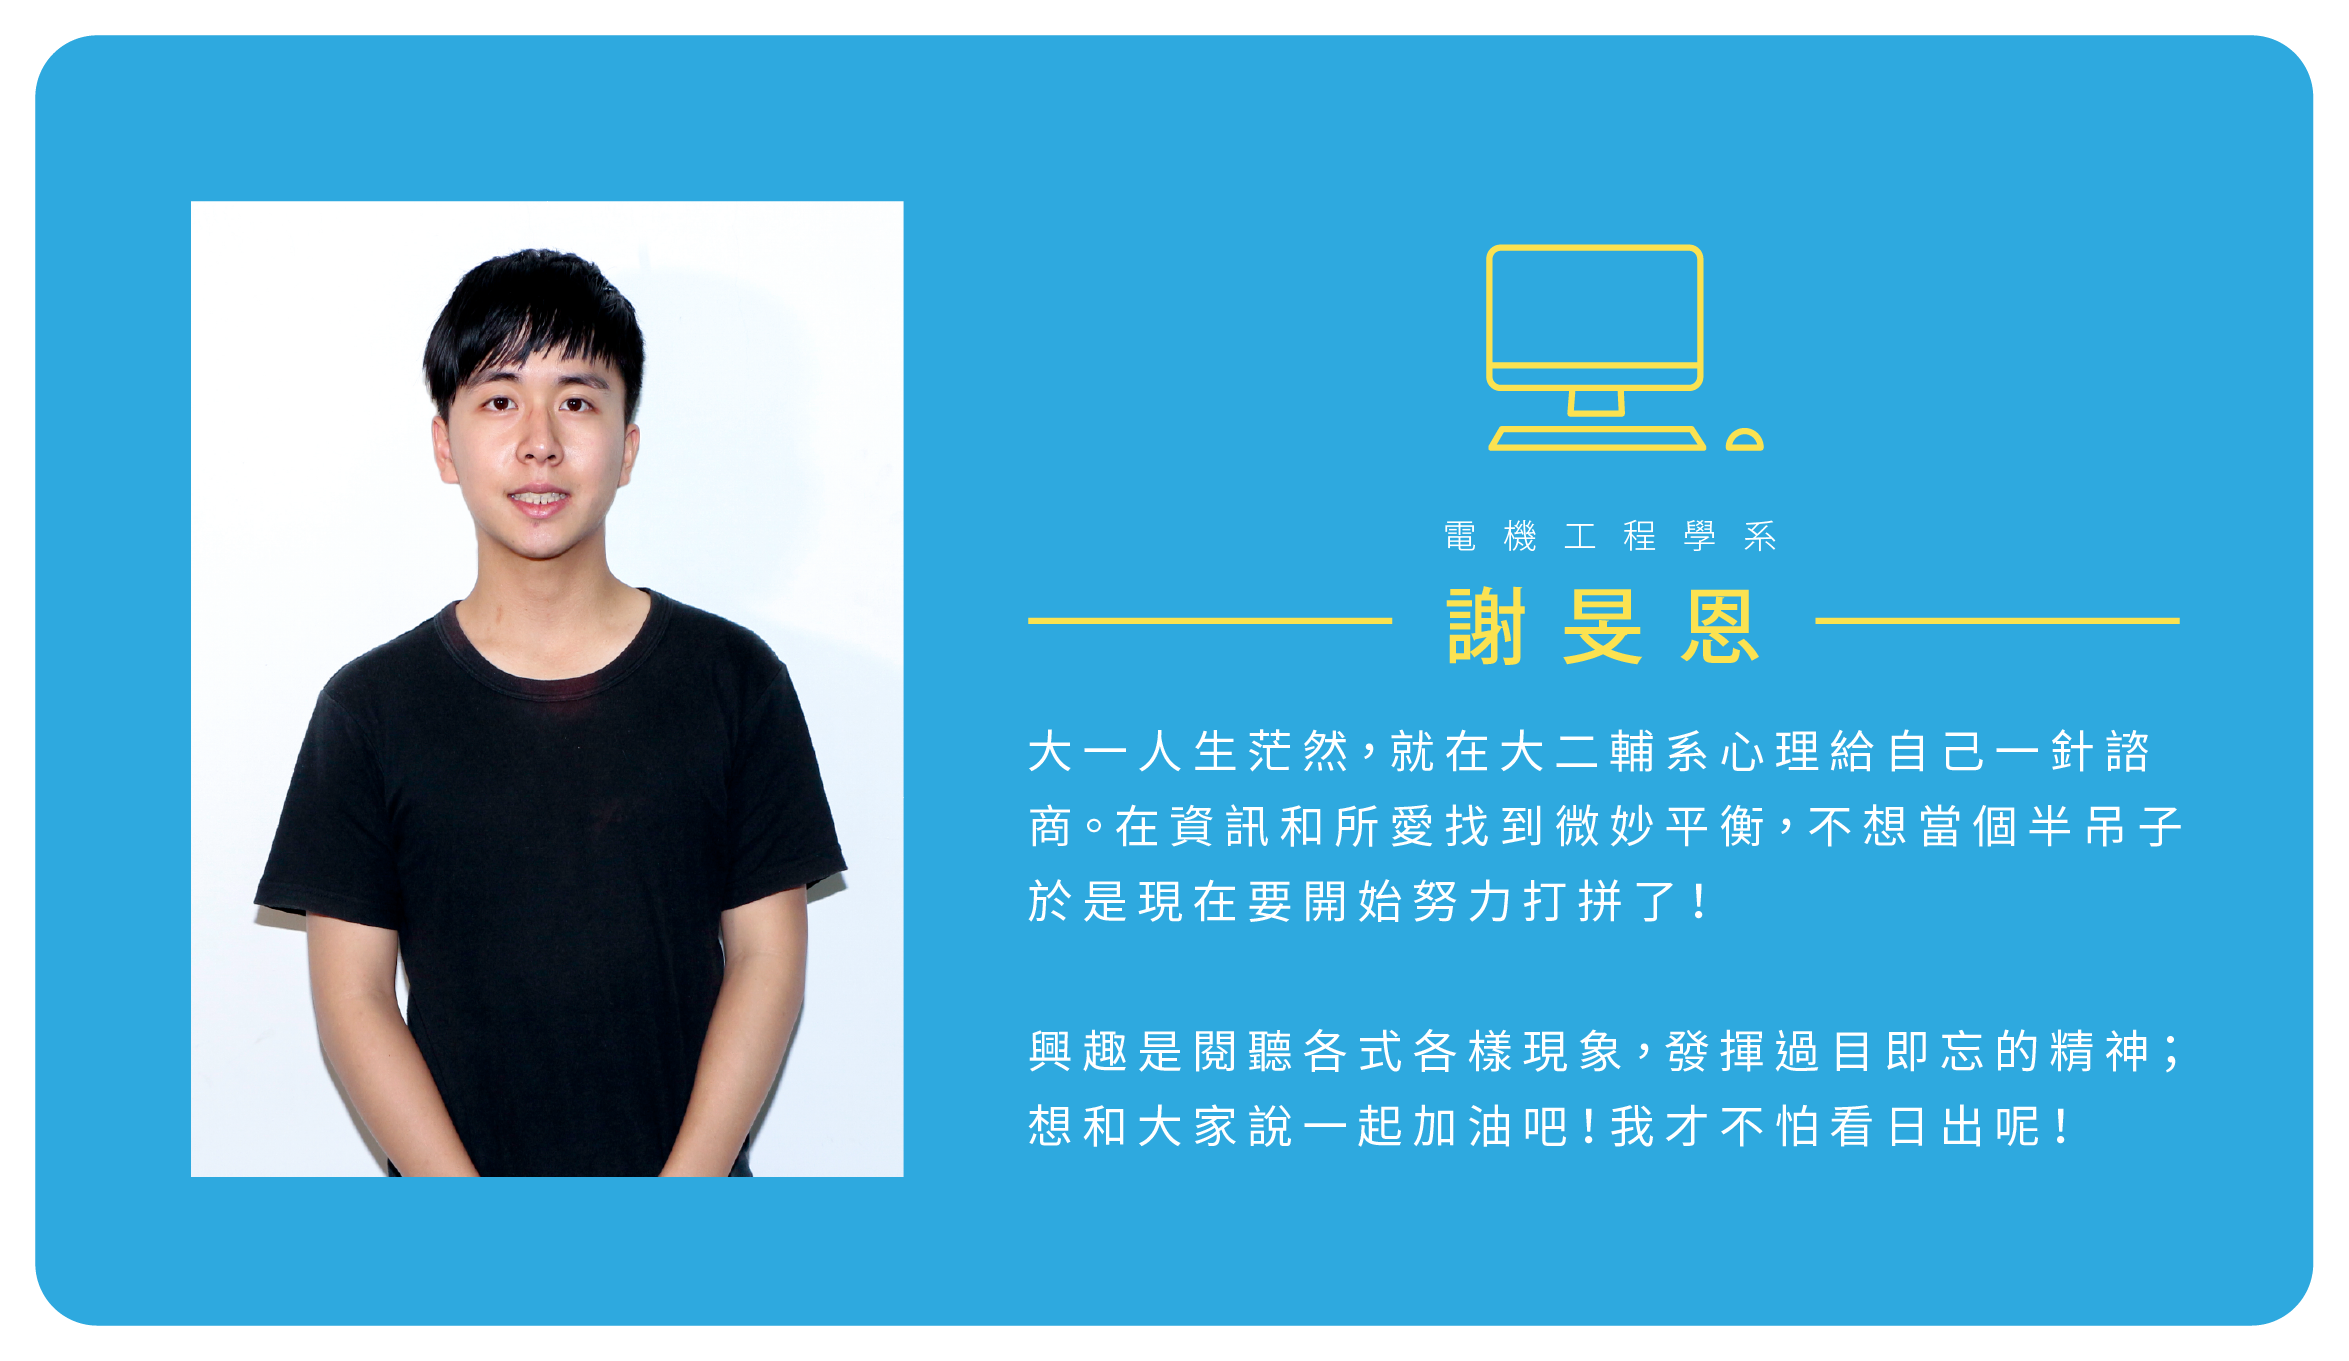 電機工程學系
謝旻恩
大一人生茫然，就在大二輔系心理給自己一針諮
商。在資訊和所愛找到微妙平衡，不想當個半吊子
於是現在要開始努力打拼了！
興趣是閱聽各式各樣現象，發揮過目即忘的精神；
想和大家說一起加油吧！我才不怕看日出呢！